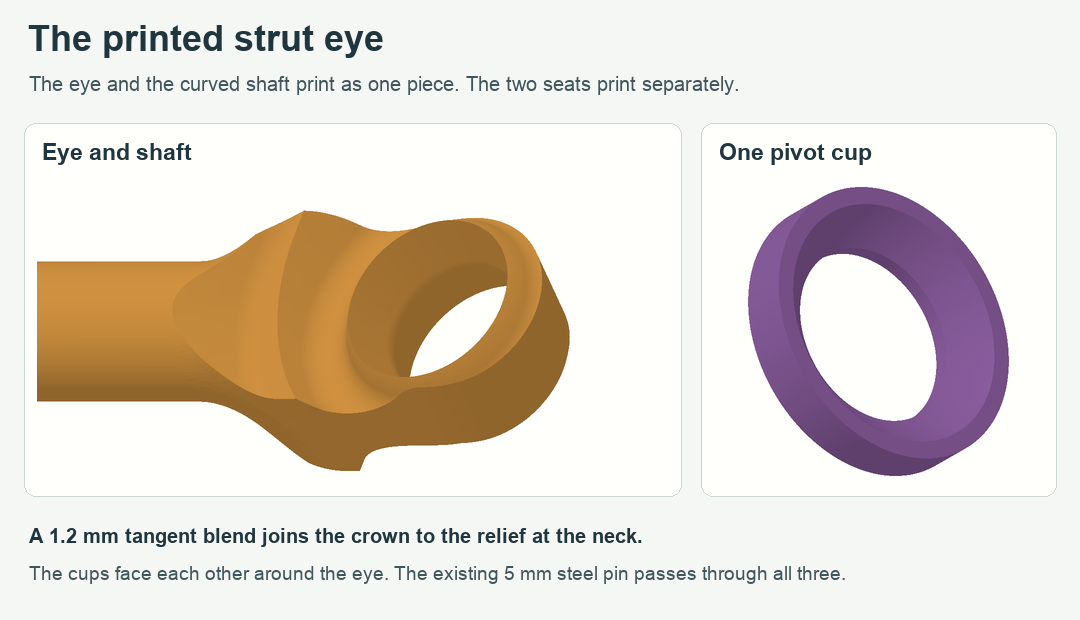 The printed strut eye
The eye and the curved shaft print as one piece. The two seats print separately.
Eye and shaft
One pivot cup
A 1.2 mm tangent blend joins the crown to the relief at the neck.
The cups face each other around the eye. The existing 5 mm steel pin passes through all three.